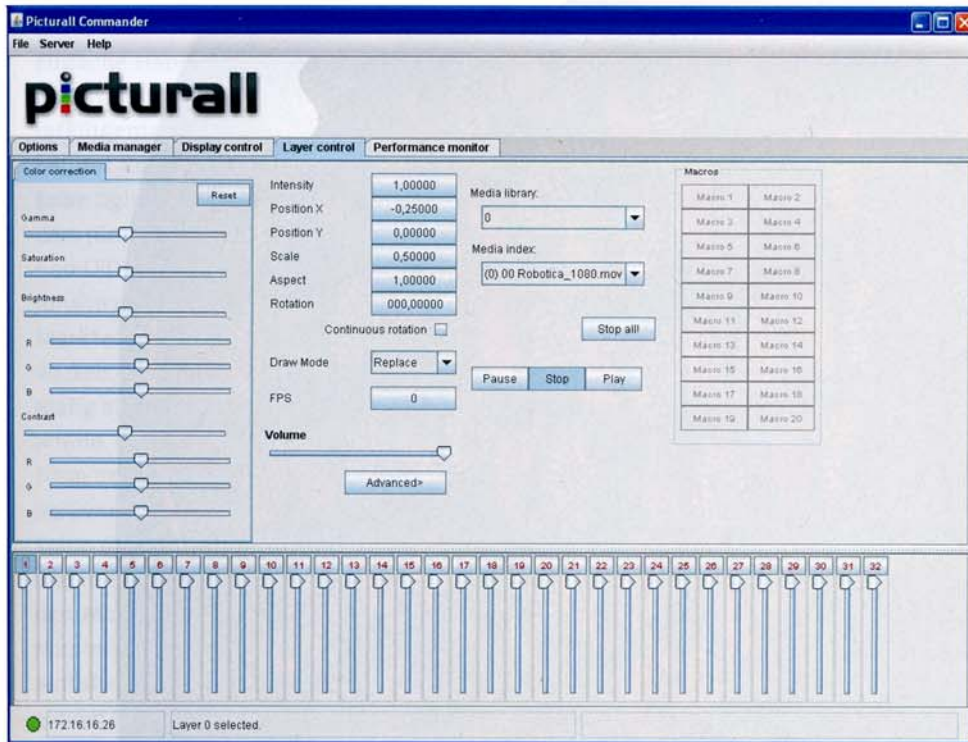 Picturall Commander
File Server Help
picturall
Options Media manager Display control Layer control Performance monitor
Color correction
Reset
Gamma
Saturation
Brightness
R
G
B
Contrast
R
G
B
Intensity 1,00000
Position X -0,25000
Position Y 0,00000
Scale 0,50000
Aspect 1,00000
Rotation 000,00000
Continuous rotation
Draw Mode Replace
FPS 0
Volume
Advanced>
Media library:
0
Media index:
(0) 00 Robotica_1080.mov
Stop all!
Pause Stop Play
Macros
Macro 1 Macro 2
Macro 3 Macro 4
Macro 5 Macro 6
Macro 7 Macro 8
Macro 9 Macro 10
Macro 11 Macro 12
Macro 13 Macro 14
Macro 15 Macro 16
Macro 17 Macro 18
Macro 19 Macro 20
1 2 3 4 5 6 7 8 9 10 11 12 13 14 15 16 17 18 19 20 21 22 23 24 25 26 27 28 29 30 31 32
172.16.16.26 Layer 0 selected.